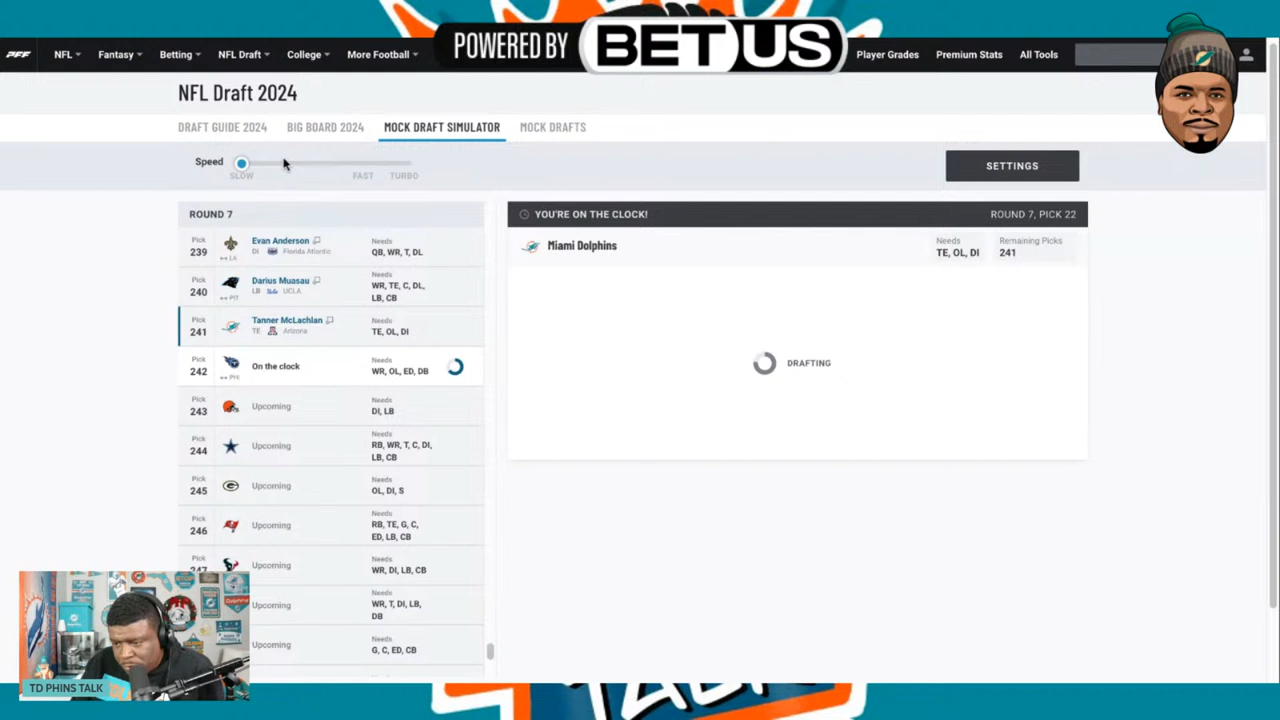 POWERED BY BETUS
PFF NFL Fantasy Betting NFL Draft College More Football Player Grades Premium Stats All Tools
NFL Draft 2024
DRAFT GUIDE 2024 BIG BOARD 2024 MOCK DRAFT SIMULATOR MOCK DRAFTS
Speed
SLOW FAST TURBO
SETTINGS
ROUND 7
YOU'RE ON THE CLOCK! ROUND 7, PICK 22
Miami Dolphins
Needs
TE, OL, DI
Remaining Picks
241
DRAFTING
Pick
239
LA
Evan Anderson
DI Florida Atlantic
Needs
QB, WR, T, DL
Pick
240
PIT
Darius Muasau
LB UCLA
Needs
WR, TE, C, DL,
LB, CB
Pick
241
Tanner McLachlan
TE Arizona
Needs
TE, OL, DI
Pick
242
On the clock
Needs
WR, OL, ED, DB
Pick
243
Upcoming
Needs
DI, LB
Pick
244
Upcoming
Needs
RB, WR, T, C, DI,
LB, CB
Pick
245
Upcoming
Needs
OL, DI, S
Pick
246
Upcoming
Needs
RB, TE, G, C,
ED, LB, CB
Pick
247
Upcoming
Needs
WR, DI, LB, CB
Upcoming
Needs
WR, T, DI, LB,
DB
Upcoming
Needs
G, C, ED, CB
TD PHINS TALK
TALK